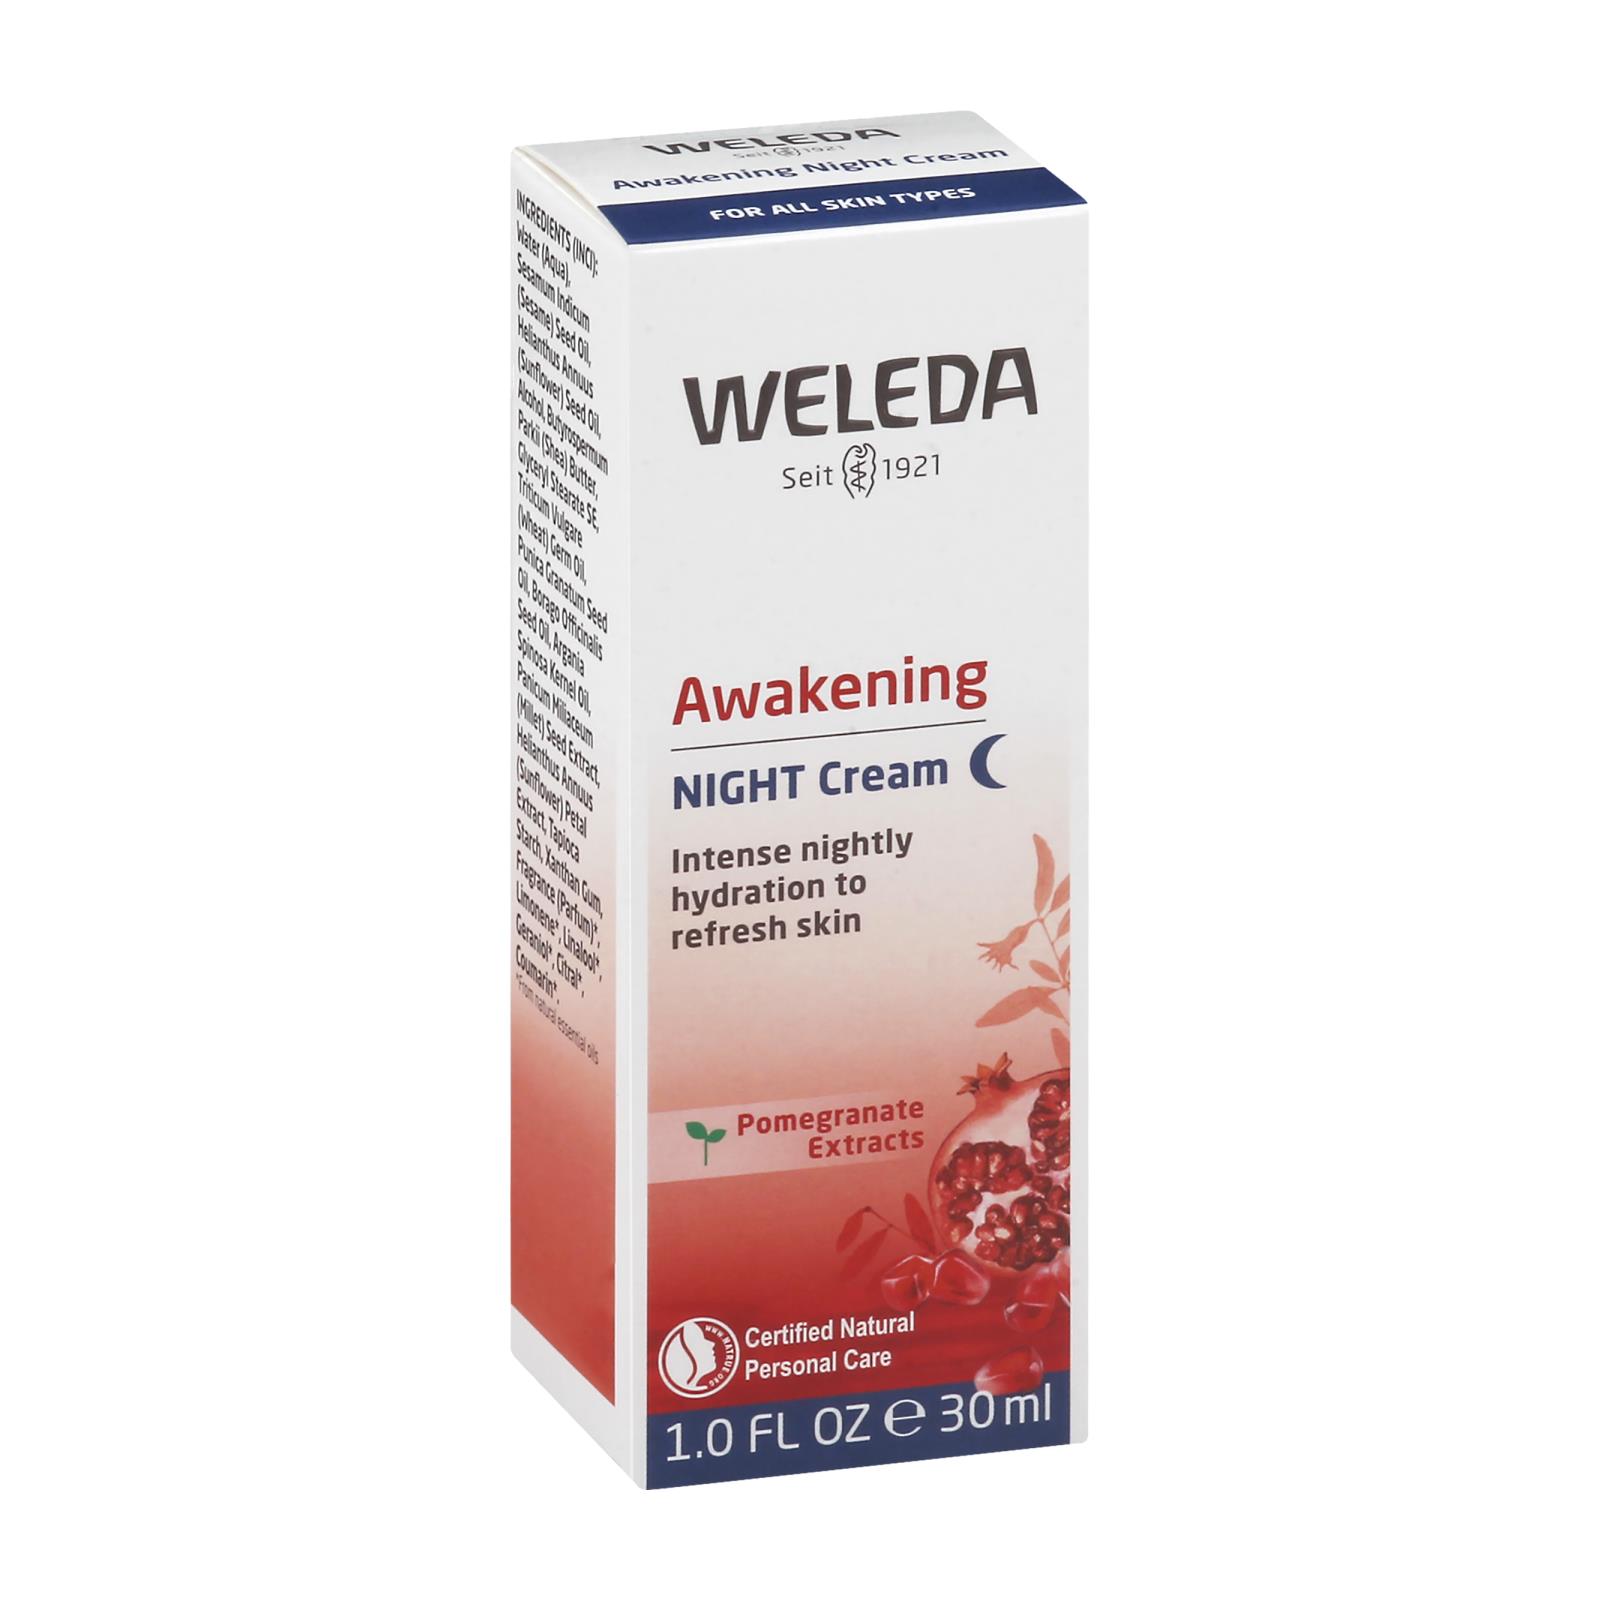 WELEDA
Seit 1921
Awakening Night Cream
FOR ALL SKIN TYPES
WELEDA
Seit 1921
Awakening
NIGHT Cream
Intense nightly
hydration to
refresh skin
Pomegranate
Extracts
WWW.NATRUE.ORG
Certified Natural
Personal Care
1.0 FL OZ e 30 ml
INGREDIENTS (INCI):
Water (Aqua),
Sesamum Indicum
(Sesame) Seed Oil,
Helianthus Annuus
(Sunflower) Seed Oil,
Alcohol, Butyrospermum
Parkii (Shea) Butter,
Glyceryl Stearate SE,
Triticum Vulgare
(Wheat) Germ Oil,
Punica Granatum Seed
Oil, Borago Officinalis
Seed Oil, Argania
Spinosa Kernel Oil,
Panicum Miliaceum
(Millet) Seed Extract,
Helianthus Annuus
(Sunflower) Petal
Extract, Tapioca
Starch, Xanthan Gum,
Fragrance (Parfum)*,
Limonene*, Linalool*,
Geraniol*, Citral*,
Coumarin*.
*From natural essential oils